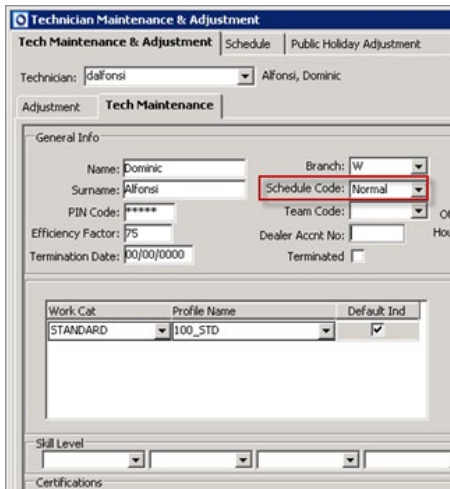 Technician Maintenance & Adjustment
Tech Maintenance & Adjustment Schedule Public Holiday Adjustment
Technician: dalfonsi Alfonsi, Dominic
Adjustment Tech Maintenance
General Info
Name: Dominic Branch: W
Surname: Alfonsi Schedule Code: Normal
PIN Code: ***** Team Code: Of
Efficiency Factor: 75 Dealer Accnt No: Hou
Termination Date: 00/00/0000 Terminated
Work Cat Profile Name Default Ind
STANDARD 100_STD
Skill Level
Certifications